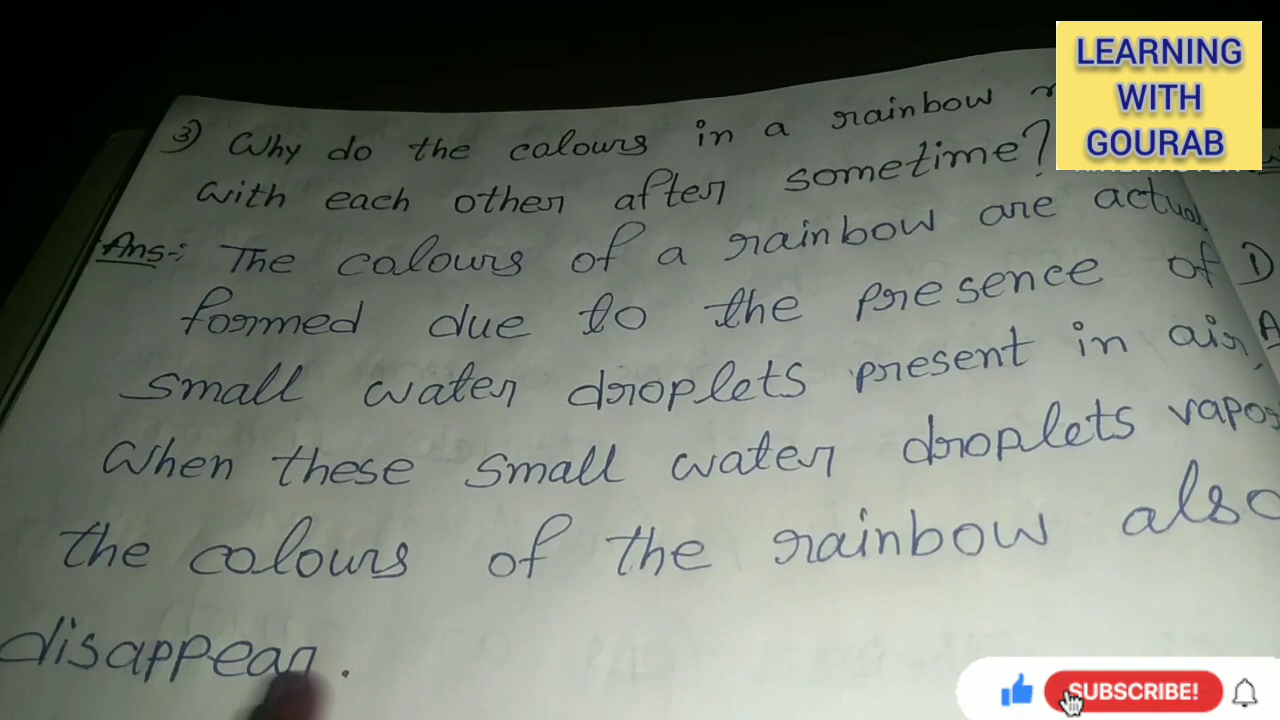 LEARNING
WITH
GOURAB
3) Why do the colours in a rainbow
with each other after sometime?
Ans:- The colours of a rainbow are actual
formed due to the presence of
small water droplets present in air,
When these small water droplets vapor
the colours of the rainbow also
disappear.
D
A
SUBSCRIBE!